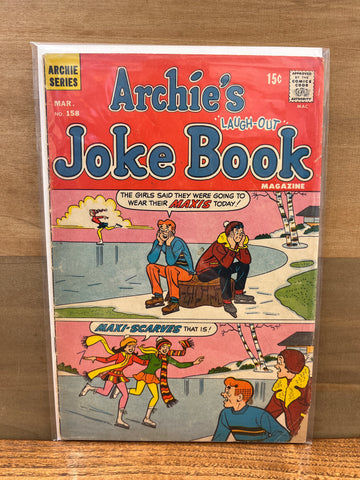 ARCHIE
SERIES
MAR.
NO. 158
Archie's
15¢
APPROVED
BY THE
COMICS
CODE
AUTHORITY
MAC
"LAUGH-OUT"
Joke Book
MAGAZINE
THE GIRLS SAID THEY WERE GOING TO
WEAR THEIR MAXIS TODAY!
MAXI-SCARVES THAT IS!